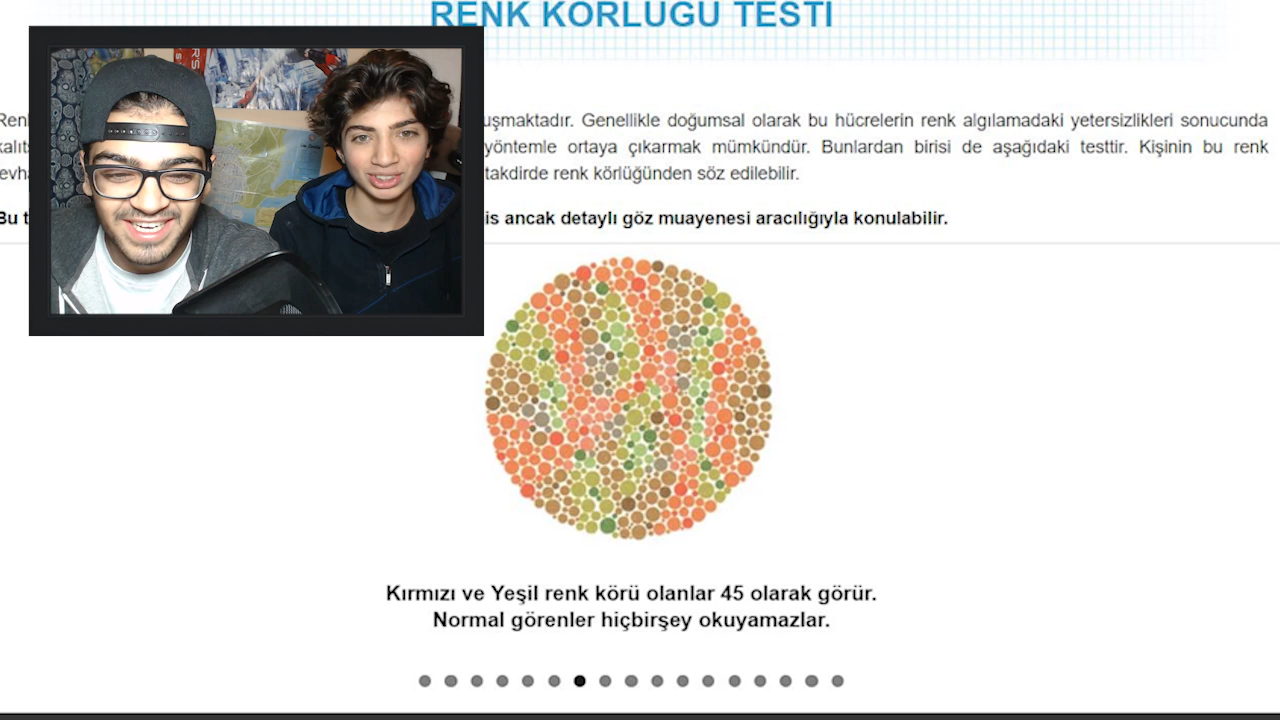 RENK KÖRLÜĞÜ TESTİ
uşmaktadır. Genellikle doğumsal olarak bu hücrelerin renk algılamadaki yetersizlikleri sonucunda
yöntemle ortaya çıkarmak mümkündür. Bunlardan birisi de aşağıdaki testtir. Kişinin bu renk
takdirde renk körlüğünden söz edilebilir.
Bu is ancak detaylı göz muayenesi aracılığıyla konulabilir.
Kırmızı ve Yeşil renk körü olanlar 45 olarak görür.
Normal görenler hiçbirşey okuyamazlar.